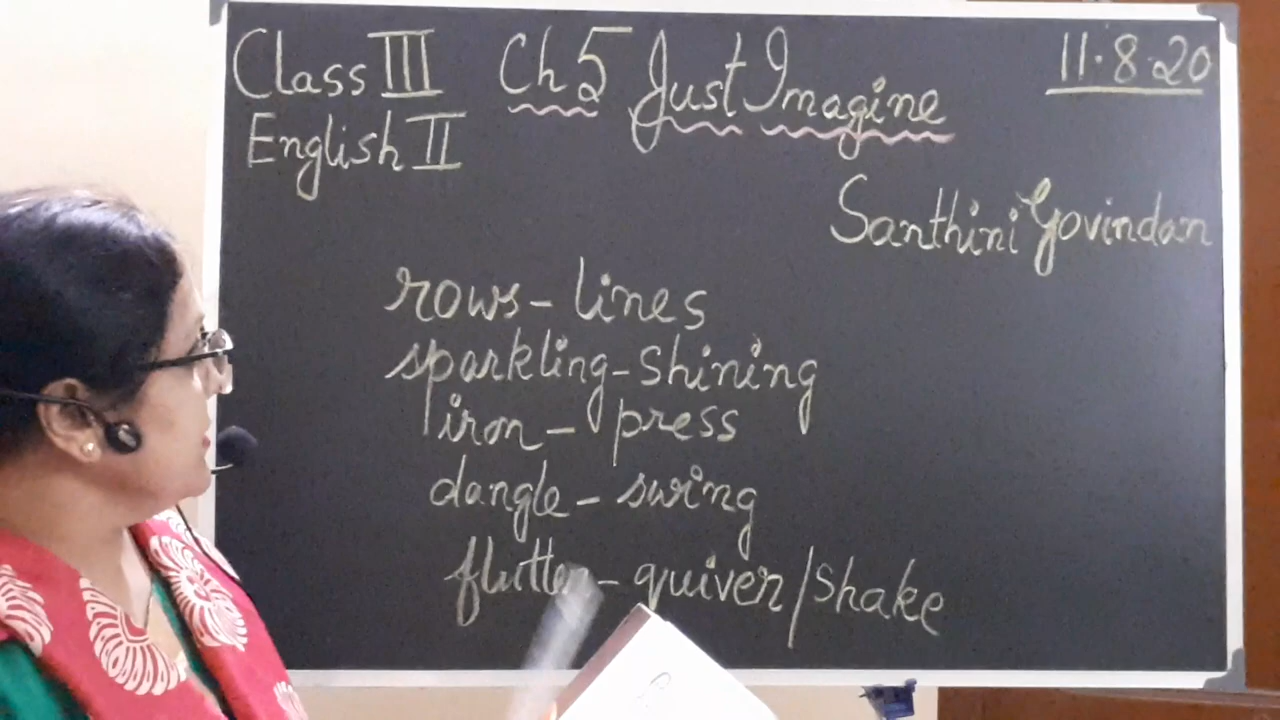 Class III Ch 5 Just Imagine 11.8.20
English II
Santhini Govindan
rows - lines
sparkling - shining
iron - press
dangle - swing
flutter - quiver/shake